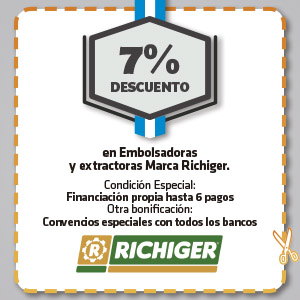 7%
DESCUENTO
en Embolsadoras
y extractoras Marca Richiger.
Condición Especial:
Financiación propia hasta 6 pagos
Otra bonificación:
Convenios especiales con todos los bancos
R RICHIGER